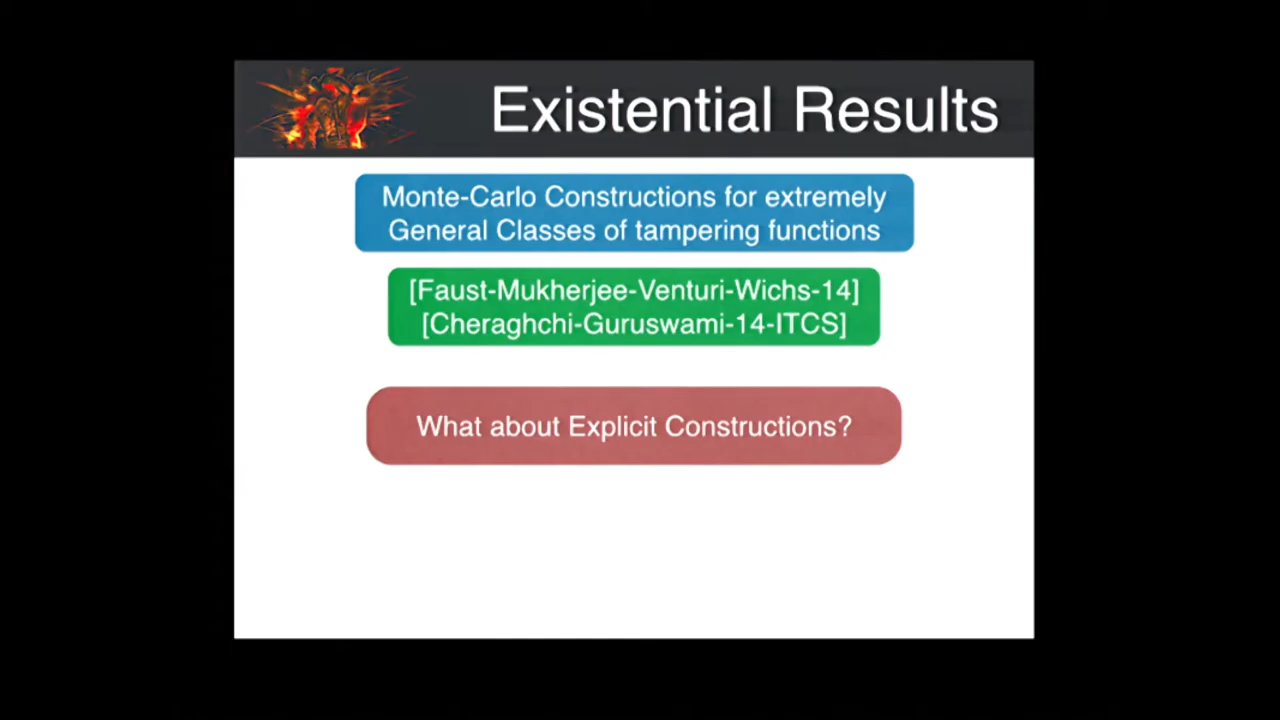 Existential Results
Monte-Carlo Constructions for extremely
General Classes of tampering functions
[Faust-Mukherjee-Venturi-Wichs-14]
[Cheraghchi-Guruswami-14-ITCS]
What about Explicit Constructions?